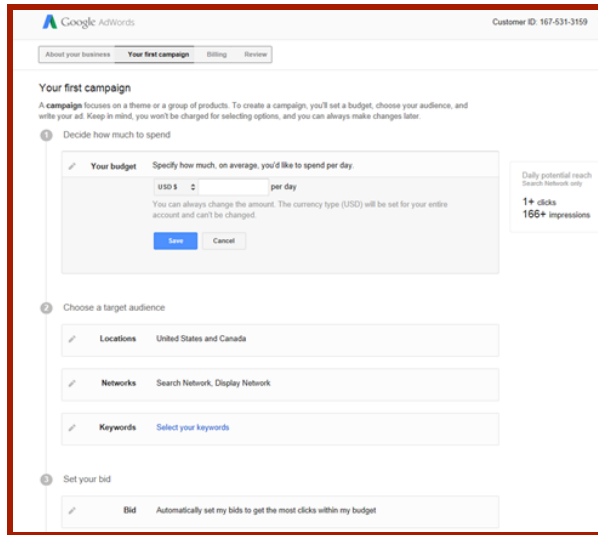 Google AdWords
Customer ID: 167-531-3159
About your business Your first campaign Billing Review
Your first campaign
A campaign focuses on a theme or a group of products. To create a campaign, you'll set a budget, choose your audience, and
write your ad. Keep in mind, you won't be charged for selecting options, and you can always make changes later.
1 Decide how much to spend
Your budget Specify how much, on average, you'd like to spend per day.
USD $ per day
You can always change the amount. The currency type (USD) will be set for your entire
account and can't be changed.
Save Cancel
Daily potential reach
Search Network only
1+ clicks
166+ impressions
2 Choose a target audience
Locations United States and Canada
Networks Search Network, Display Network
Keywords Select your keywords
3 Set your bid
Bid Automatically set my bids to get the most clicks within my budget